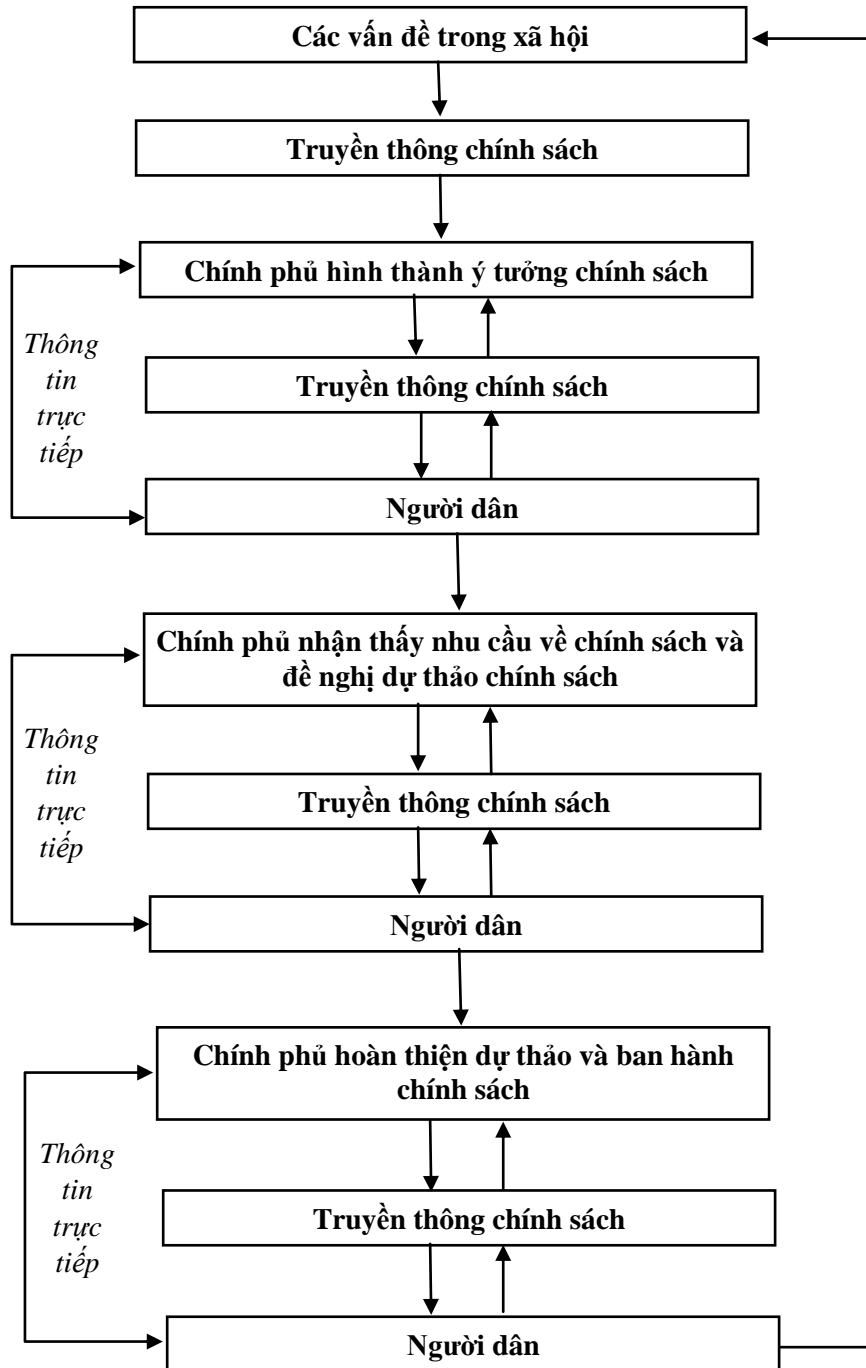 Các vấn đề trong xã hội
Truyền thông chính sách
Chính phủ hình thành ý tưởng chính sách
Thông
tin
trực
tiếp
Truyền thông chính sách
Người dân
Chính phủ nhận thấy nhu cầu về chính sách và
đề nghị dự thảo chính sách
Thông
tin
trực
tiếp
Truyền thông chính sách
Người dân
Chính phủ hoàn thiện dự thảo và ban hành
chính sách
Thông
tin
trực
tiếp
Truyền thông chính sách
Người dân